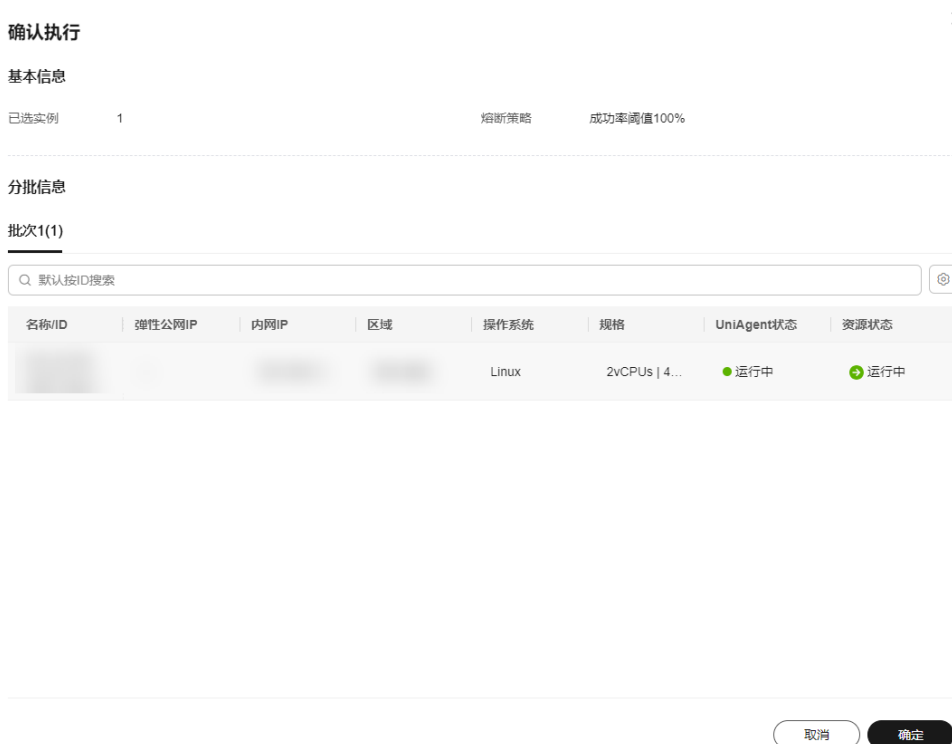 确认执行
基本信息
已选实例 1 熔断策略 成功率阈值100%
分批信息
批次1(1)
默认按ID搜索
名称/ID 弹性公网IP 内网IP 区域 操作系统 规格 UniAgent状态 资源状态
Linux 2vCPUs | 4... 运行中 运行中
取消 确定